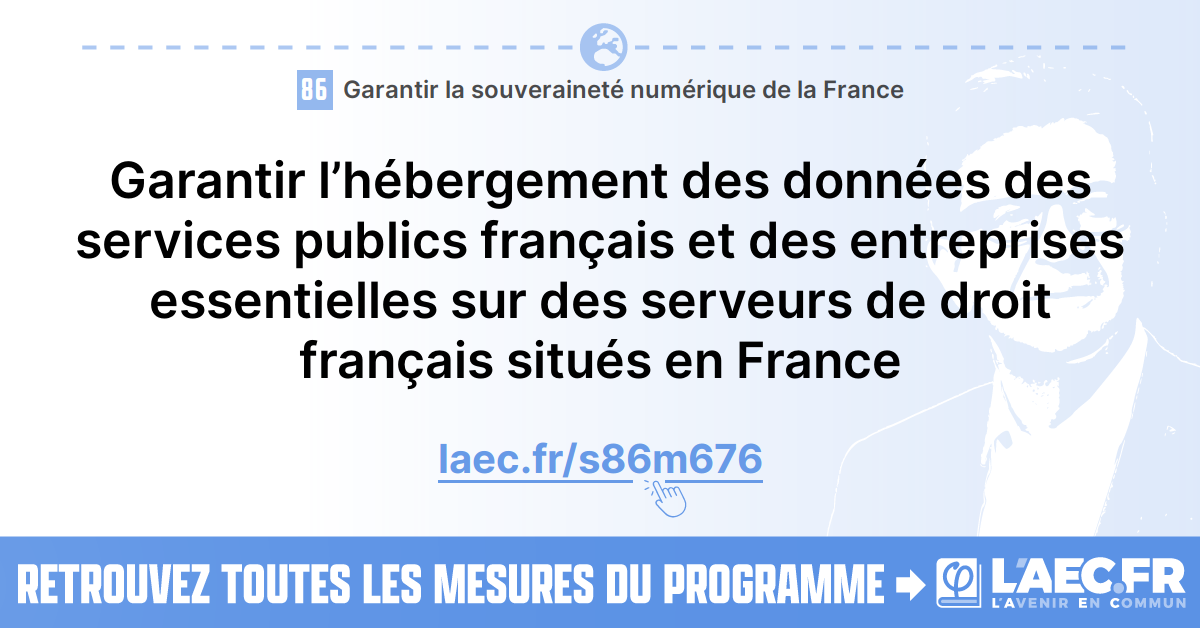 86 Garantir la souveraineté numérique de la France
Garantir l’hébergement des données des
services publics français et des entreprises
essentielles sur des serveurs de droit
français situés en France
laec.fr/s86m676
RETROUVEZ TOUTES LES MESURES DU PROGRAMME
φ L'AEC.FR
L'AVENIR EN COMMUN